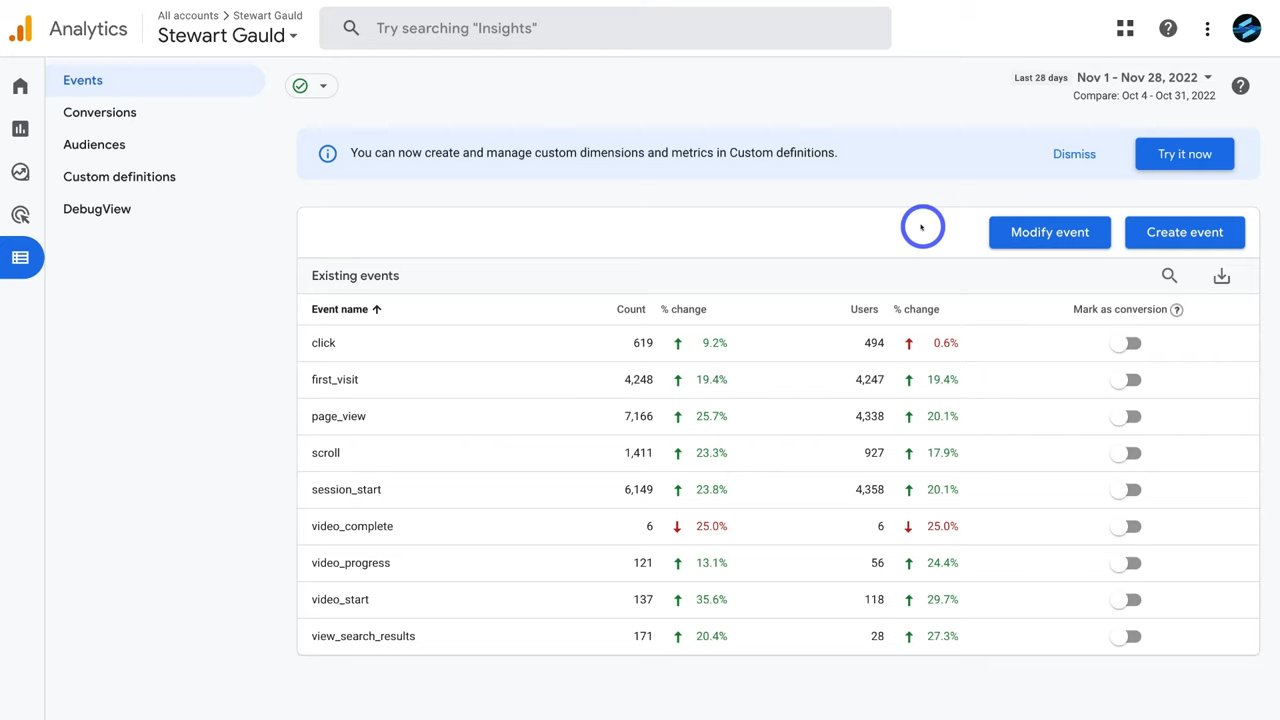 Analytics
All accounts > Stewart Gauld
Stewart Gauld
Try searching "Insights"
Events
Conversions
Audiences
Custom definitions
DebugView
Last 28 days Nov 1 - Nov 28, 2022
Compare: Oct 4 - Oct 31, 2022
You can now create and manage custom dimensions and metrics in Custom definitions.
Dismiss
Try it now
Modify event
Create event
Existing events
Event name Count % change Users % change Mark as conversion
click 619 9.2% 494 0.6%
first_visit 4,248 19.4% 4,247 19.4%
page_view 7,166 25.7% 4,338 20.1%
scroll 1,411 23.3% 927 17.9%
session_start 6,149 23.8% 4,358 20.1%
video_complete 6 25.0% 6 25.0%
video_progress 121 13.1% 56 24.4%
video_start 137 35.6% 118 29.7%
view_search_results 171 20.4% 28 27.3%